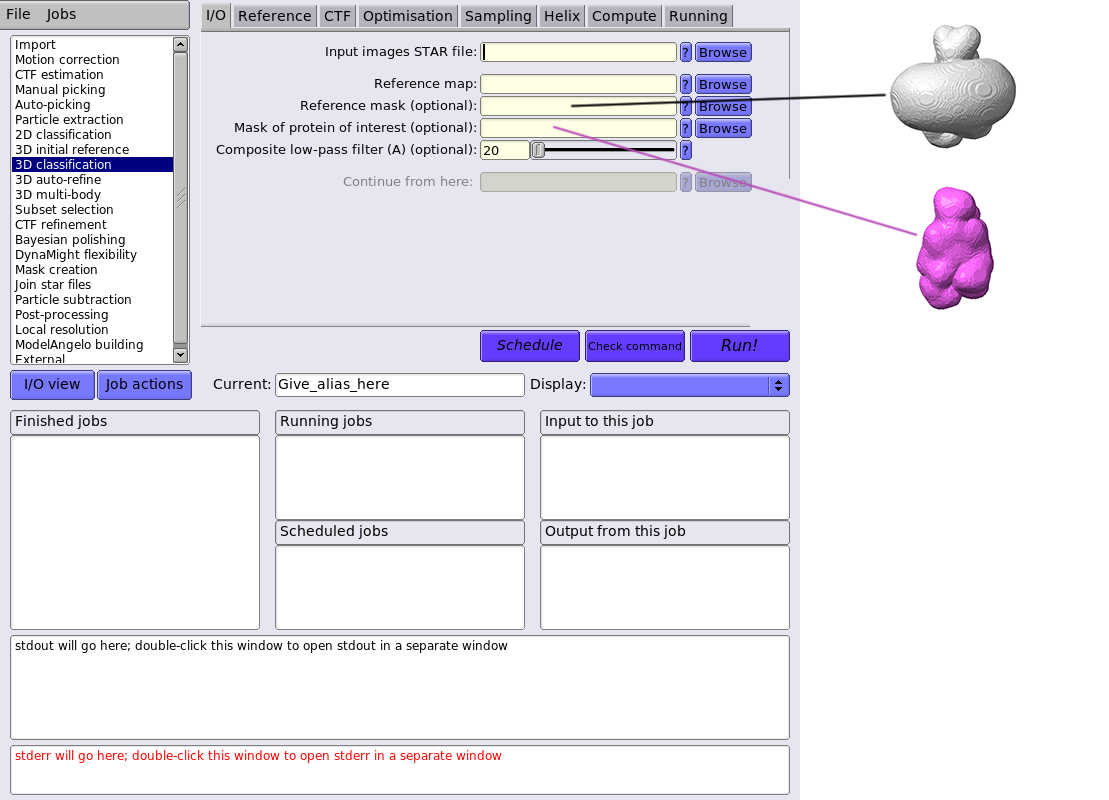 File Jobs
I/O Reference CTF Optimisation Sampling Helix Compute Running
Import
Motion correction
CTF estimation
Manual picking
Auto-picking
Particle extraction
2D classification
3D initial reference
3D classification
3D auto-refine
3D multi-body
Subset selection
CTF refinement
Bayesian polishing
DynaMight flexibility
Mask creation
Join star files
Particle subtraction
Post-processing
Local resolution
ModelAngelo building
External
Input images STAR file: ? Browse
Reference map: ? Browse
Reference mask (optional): ? Browse
Mask of protein of interest (optional): ? Browse
Composite low-pass filter (A) (optional): 20 ?
Continue from here: ? Browse
Schedule Check command Run!
I/O view Job actions Current: Give_alias_here Display:
Finished jobs
Running jobs
Input to this job
Scheduled jobs
Output from this job
stdout will go here; double-click this window to open stdout in a separate window
stderr will go here; double-click this window to open stderr in a separate window